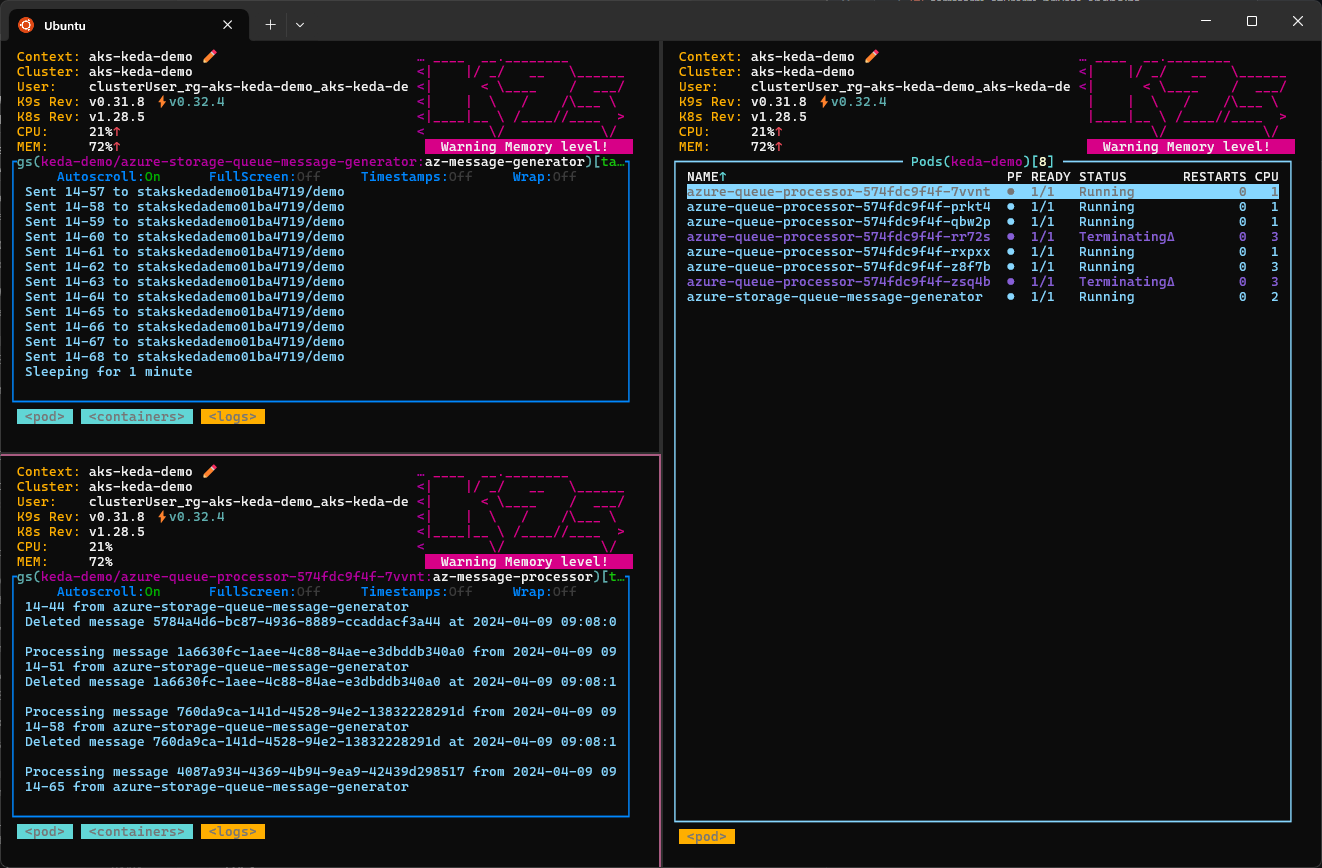 Ubuntu
Context: aks-keda-demo
Cluster: aks-keda-demo
User: clusterUser_rg-aks-keda-demo_aks-keda-de
K9s Rev: v0.31.8 ⚡v0.32.4
K8s Rev: v1.28.5
CPU: 21%↑
MEM: 72%↑
Warning Memory level!
gs(keda-demo/azure-storage-queue-message-generator:az-message-generator)[ta…
Autoscroll:On FullScreen:Off Timestamps:Off Wrap:Off
Sent 14-57 to stakskedademo01ba4719/demo
Sent 14-58 to stakskedademo01ba4719/demo
Sent 14-59 to stakskedademo01ba4719/demo
Sent 14-60 to stakskedademo01ba4719/demo
Sent 14-61 to stakskedademo01ba4719/demo
Sent 14-62 to stakskedademo01ba4719/demo
Sent 14-63 to stakskedademo01ba4719/demo
Sent 14-64 to stakskedademo01ba4719/demo
Sent 14-65 to stakskedademo01ba4719/demo
Sent 14-66 to stakskedademo01ba4719/demo
Sent 14-67 to stakskedademo01ba4719/demo
Sent 14-68 to stakskedademo01ba4719/demo
Sleeping for 1 minute
<pod> <containers> <logs>
Context: aks-keda-demo
Cluster: aks-keda-demo
User: clusterUser_rg-aks-keda-demo_aks-keda-de
K9s Rev: v0.31.8 ⚡v0.32.4
K8s Rev: v1.28.5
CPU: 21%
MEM: 72%
Warning Memory level!
gs(keda-demo/azure-queue-processor-574fdc9f4f-7vvnt:az-message-processor)[t…
Autoscroll:On FullScreen:Off Timestamps:Off Wrap:Off
14-44 from azure-storage-queue-message-generator
Deleted message 5784a4d6-bc87-4936-8889-ccaddacf3a44 at 2024-04-09 09:08:0
Processing message 1a6630fc-1aee-4c88-84ae-e3dbddb340a0 from 2024-04-09 09
14-51 from azure-storage-queue-message-generator
Deleted message 1a6630fc-1aee-4c88-84ae-e3dbddb340a0 at 2024-04-09 09:08:1
Processing message 760da9ca-141d-4528-94e2-13832228291d from 2024-04-09 09
14-58 from azure-storage-queue-message-generator
Deleted message 760da9ca-141d-4528-94e2-13832228291d at 2024-04-09 09:08:1
Processing message 4087a934-4369-4b94-9ea9-42439d298517 from 2024-04-09 09
14-65 from azure-storage-queue-message-generator
<pod> <containers> <logs>
Context: aks-keda-demo
Cluster: aks-keda-demo
User: clusterUser_rg-aks-keda-demo_aks-keda-de
K9s Rev: v0.31.8 ⚡v0.32.4
K8s Rev: v1.28.5
CPU: 21%↑
MEM: 72%↑
Warning Memory level!
Pods(keda-demo)[8]
NAME↑ PF READY STATUS RESTARTS CPU
azure-queue-processor-574fdc9f4f-7vvnt ● 1/1 Running 0 1
azure-queue-processor-574fdc9f4f-prkt4 ● 1/1 Running 0 1
azure-queue-processor-574fdc9f4f-qbw2p ● 1/1 Running 0 1
azure-queue-processor-574fdc9f4f-rr72s ● 1/1 TerminatingΔ 0 3
azure-queue-processor-574fdc9f4f-rxpxx ● 1/1 Running 0 1
azure-queue-processor-574fdc9f4f-z8f7b ● 1/1 Running 0 3
azure-queue-processor-574fdc9f4f-zsq4b ● 1/1 TerminatingΔ 0 3
azure-storage-queue-message-generator ● 1/1 Running 0 2
<pod>